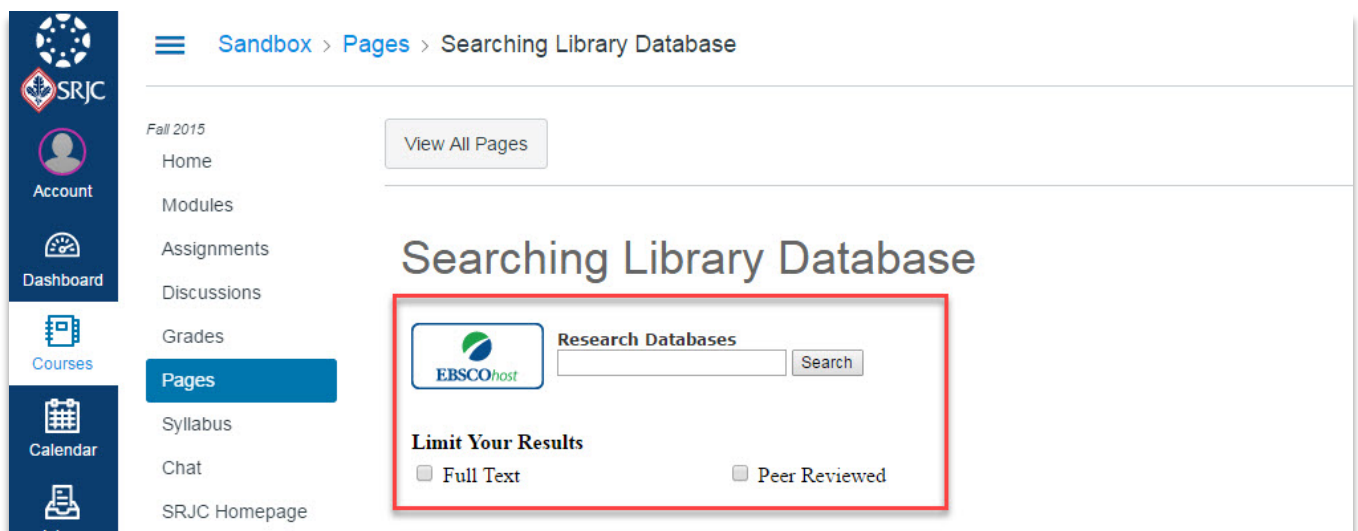 SRJC
Account
Dashboard
Courses
Calendar
Sandbox > Pages > Searching Library Database
Fall 2015
Home
Modules
Assignments
Discussions
Grades
Pages
Syllabus
Chat
SRJC Homepage
View All Pages
Searching Library Database
EBSCOhost
Research Databases
Search
Limit Your Results
Full Text
Peer Reviewed